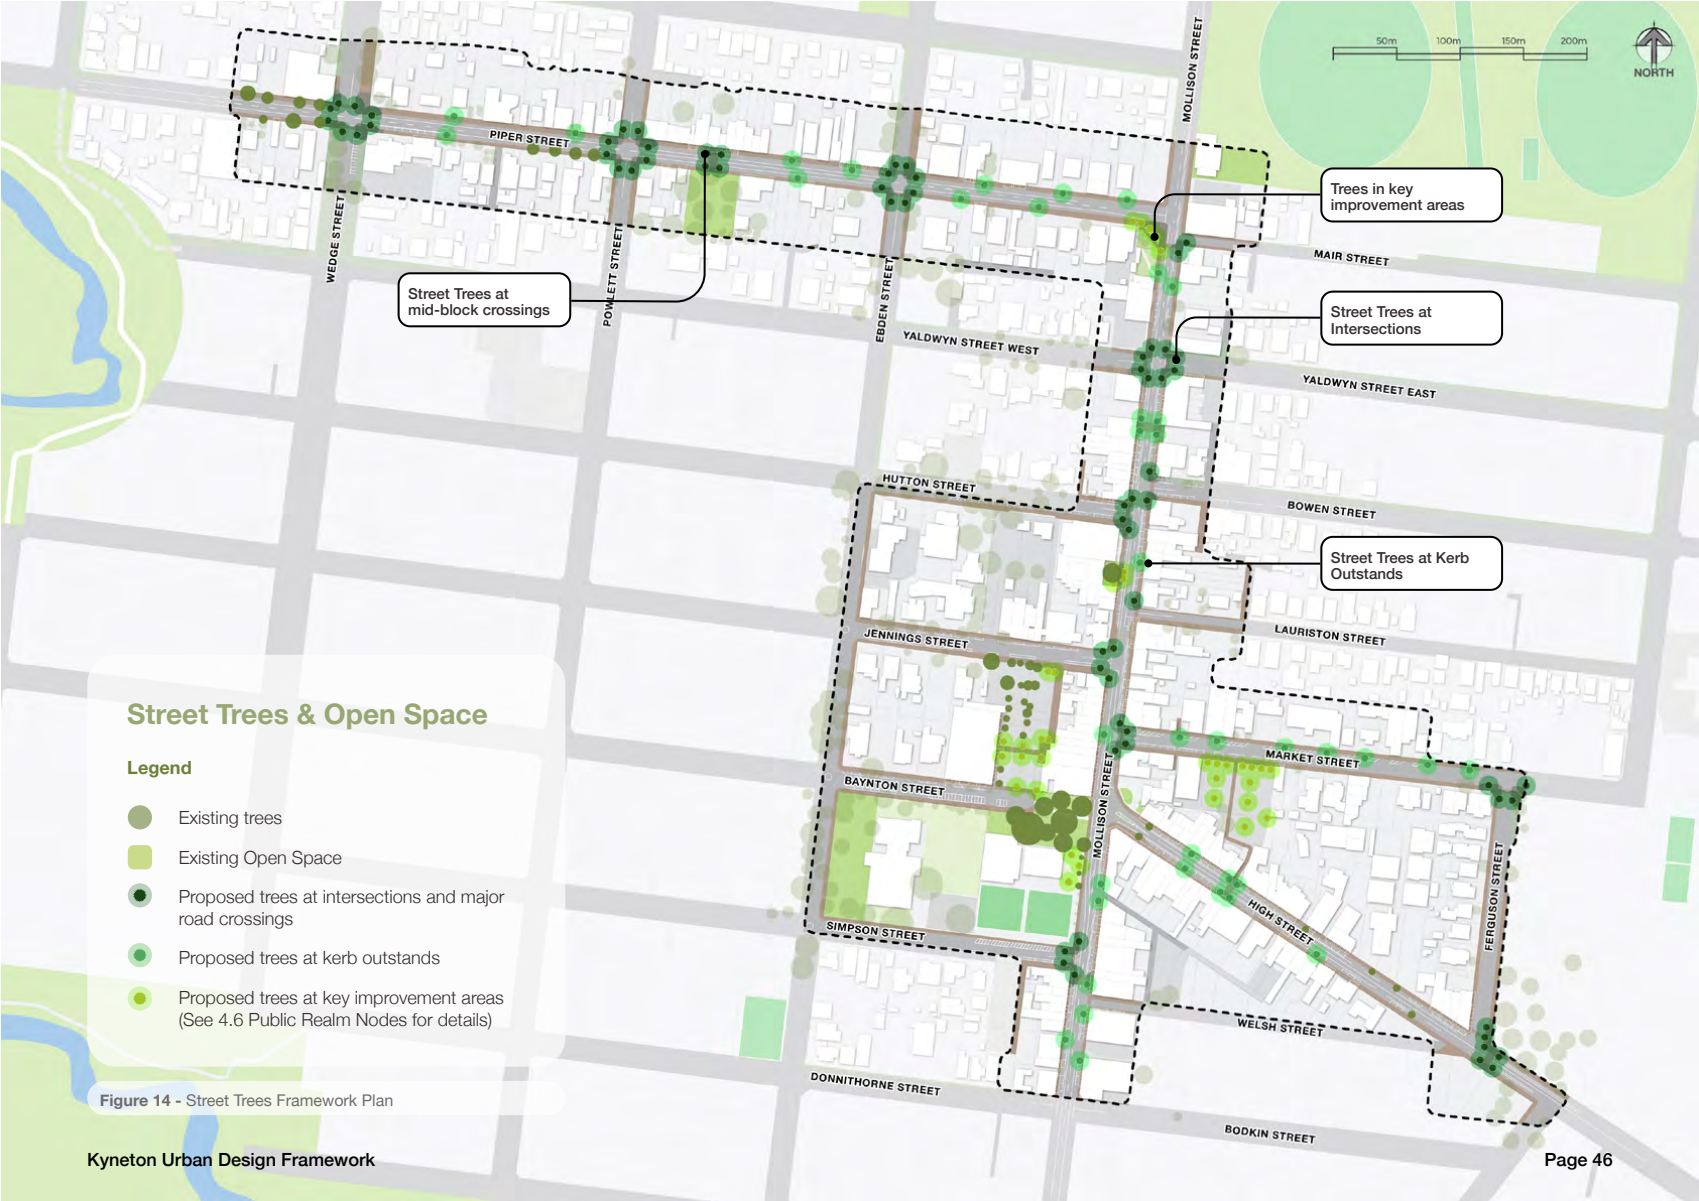 50m 100m 150m 200m
NORTH
MOLLISON STREET
PIPER STREET
Trees in key
improvement areas
WEDGE STREET
POWLETT STREET
EBDEN STREET
MAIR STREET
Street Trees at
mid-block crossings
Street Trees at
Intersections
YALDWYN STREET WEST
YALDWYN STREET EAST
HUTTON STREET
BOWEN STREET
Street Trees at Kerb
Outstands
JENNINGS STREET
LAURISTON STREET
Street Trees & Open Space
Legend
Existing trees
Existing Open Space
Proposed trees at intersections and major
road crossings
Proposed trees at kerb outstands
Proposed trees at key improvement areas
(See 4.6 Public Realm Nodes for details)
MARKET STREET
BAYNTON STREET
MOLLISON STREET
FERGUSON STREET
HIGH STREET
SIMPSON STREET
WELSH STREET
DONNITHORNE STREET
BODKIN STREET
Figure 14 - Street Trees Framework Plan
Kyneton Urban Design Framework
Page 46